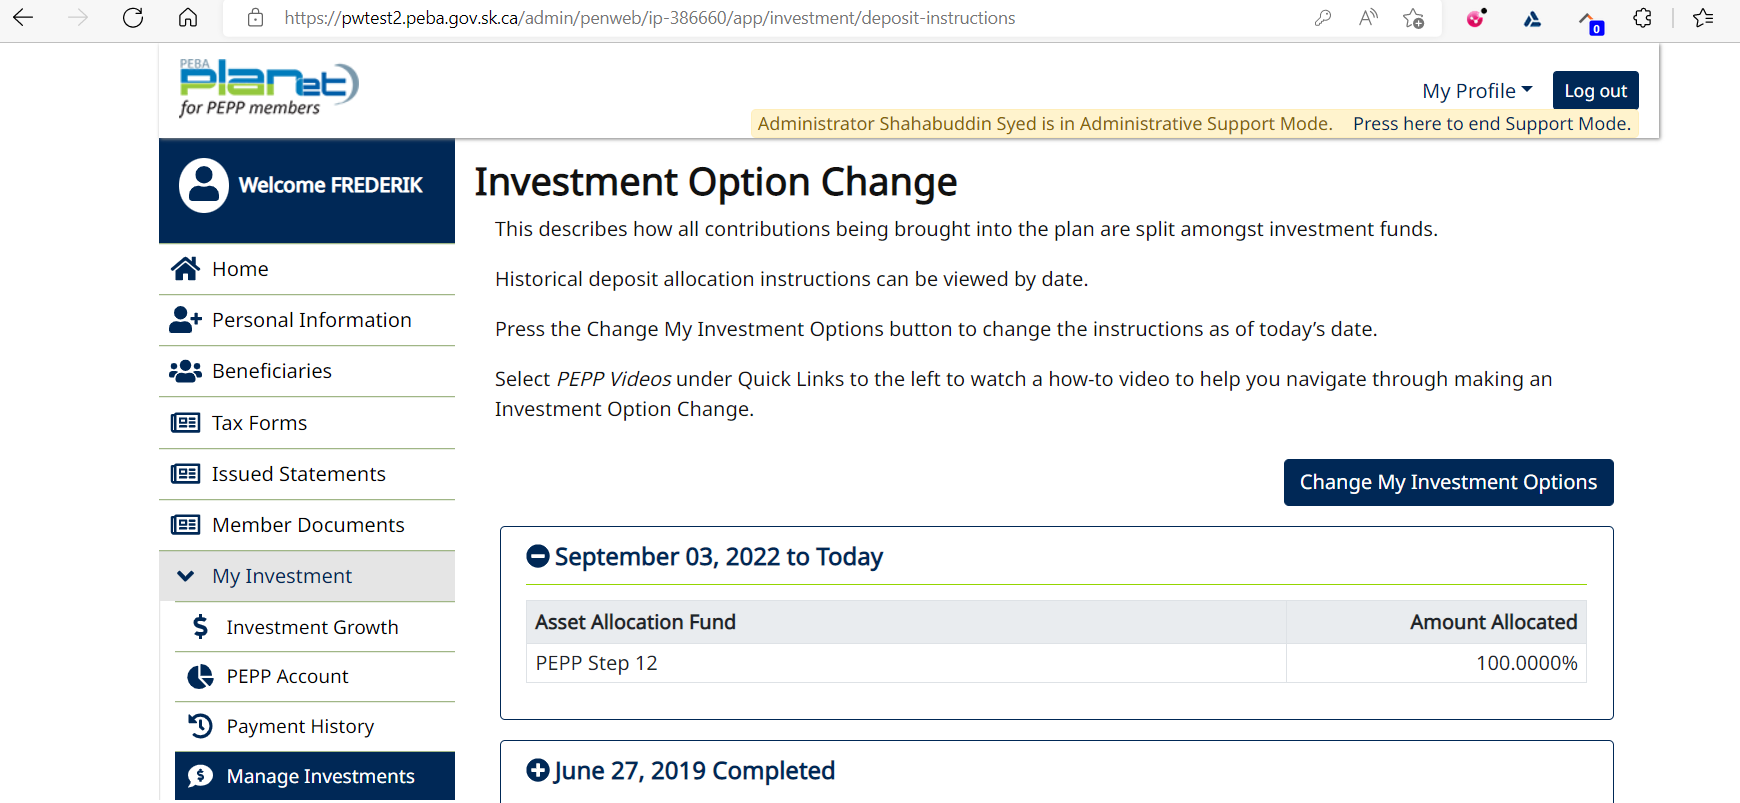 https://pwtest2.peba.gov.sk.ca/admin/penweb/ip-386660/app/investment/deposit-instructions
A
0
PEBA
planet
for PEPP members
My Profile
Log out
Administrator Shahabuddin Syed is in Administrative Support Mode. Press here to end Support Mode.
Welcome FREDERIK
Home
Personal Information
Beneficiaries
Tax Forms
Issued Statements
Member Documents
My Investment
Investment Growth
PEPP Account
Payment History
Manage Investments
Investment Option Change
This describes how all contributions being brought into the plan are split amongst investment funds.
Historical deposit allocation instructions can be viewed by date.
Press the Change My Investment Options button to change the instructions as of today’s date.
Select PEPP Videos under Quick Links to the left to watch a how-to video to help you navigate through making an
Investment Option Change.
Change My Investment Options
September 03, 2022 to Today
Asset Allocation Fund Amount Allocated
PEPP Step 12 100.0000%
June 27, 2019 Completed